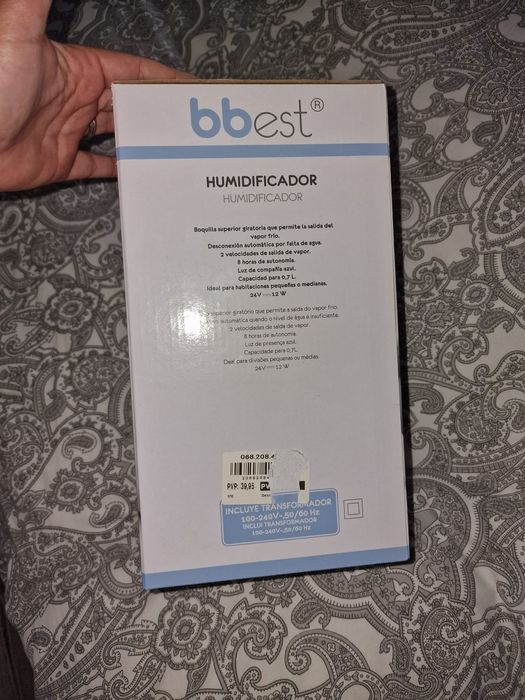 bbest®
HUMIDIFICADOR
HUMIDIFICADOR
Boquilla superior giratoria que permite la salida del
vapor frío.
Desconexión automática por falta de agua.
2 velocidades de salida de vapor.
8 horas de autonomía.
Luz de compañía azul.
Capacidad para 0,7 L.
Ideal para habitaciones pequeñas o medianas.
24V 12 W
superior giratório que permite a saída do vapor frio.
automática quando o nível de água é insuficiente.
2 velocidades de saída de vapor.
8 horas de autonomia.
Luz de presença azul.
Capacidade para 0,7L.
Ideal para divisões pequenas ou médias.
24V 12 W
068.208.4
PVP: 39,95
INCLUYE TRANSFORMADOR
100-240V~,50/60 Hz
INCLUI TRANSFORMADOR
100-240V~,50/60 Hz